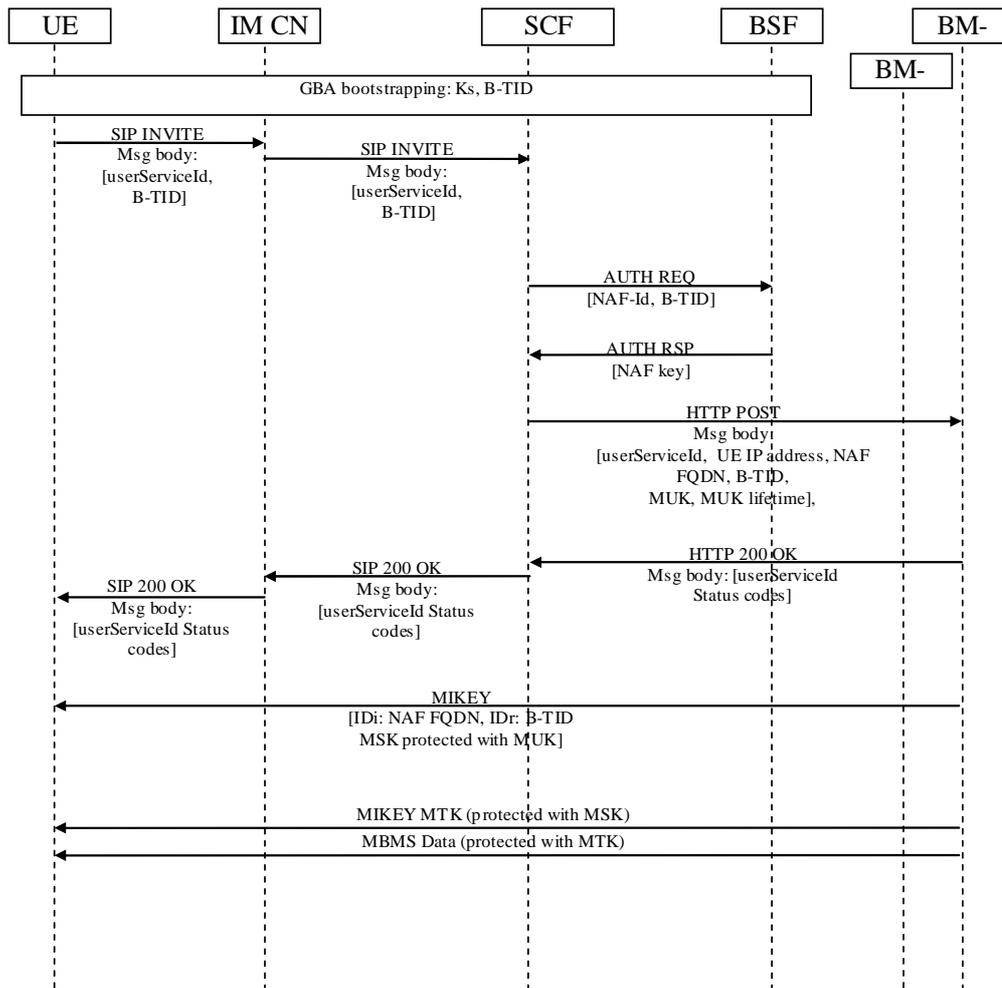 UE
IM CN
SCF
BSF
BM-
BM-
GBA bootstrapping: Ks, B-TID
SIP INVITE
Msg body:
[userServiceId,
B-TID]
SIP INVITE
Msg body:
[userServiceId,
B-TID]
AUTH REQ
[NAF-Id, B-TID]
AUTH RSP
[NAF key]
HTTP POST
Msg body:
[userServiceId, UE IP address, NAF
FQDN, B-TID,
MUK, MUK lifetime],
HTTP 200 OK
Msg body: [userServiceId
Status codes]
SIP 200 OK
Msg body:
[userServiceId Status
codes]
SIP 200 OK
Msg body:
[userServiceId Status
codes]
MIKEY
[IDi: NAF FQDN, IDr: B-TID
MSK protected with MUK]
MIKEY MTK (protected with MSK)
MBMS Data (protected with MTK)